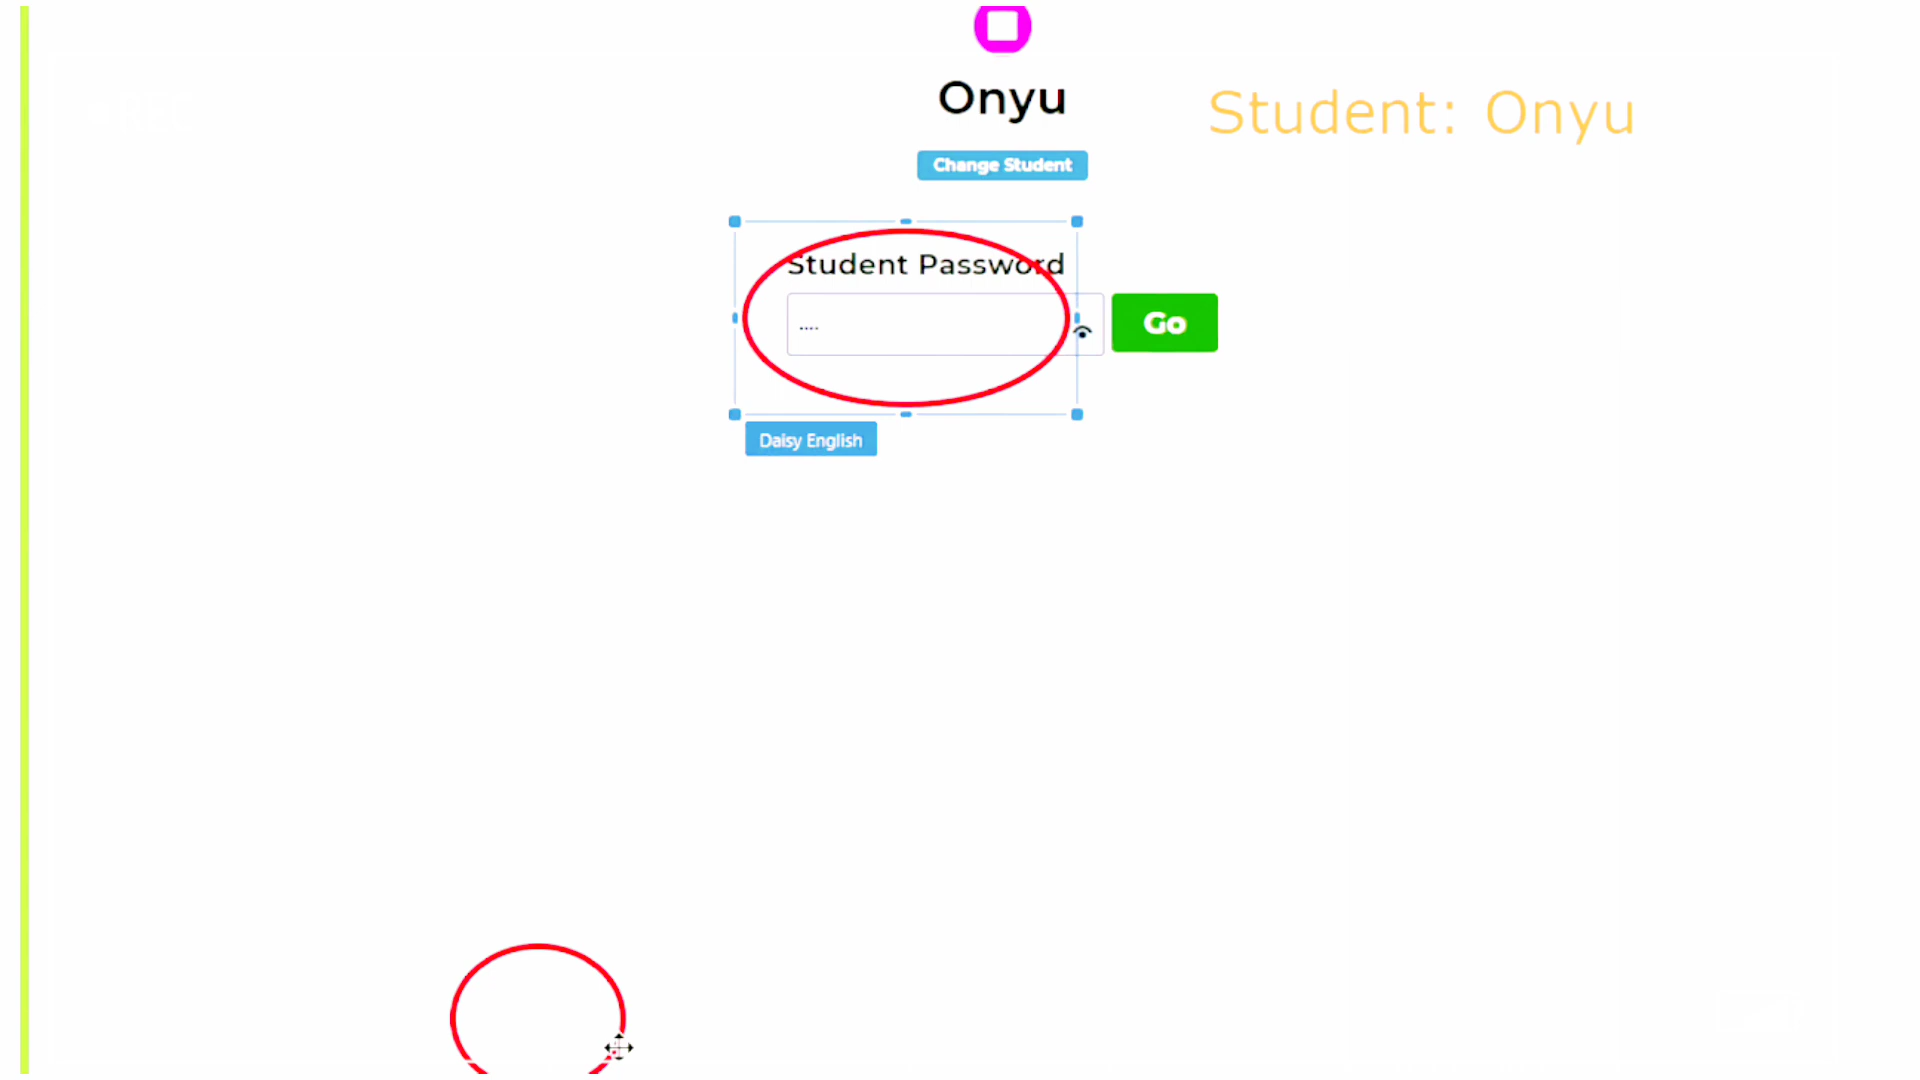 Onyu
Student: Onyu
Change Student
Student Password
....
Go
Daisy English